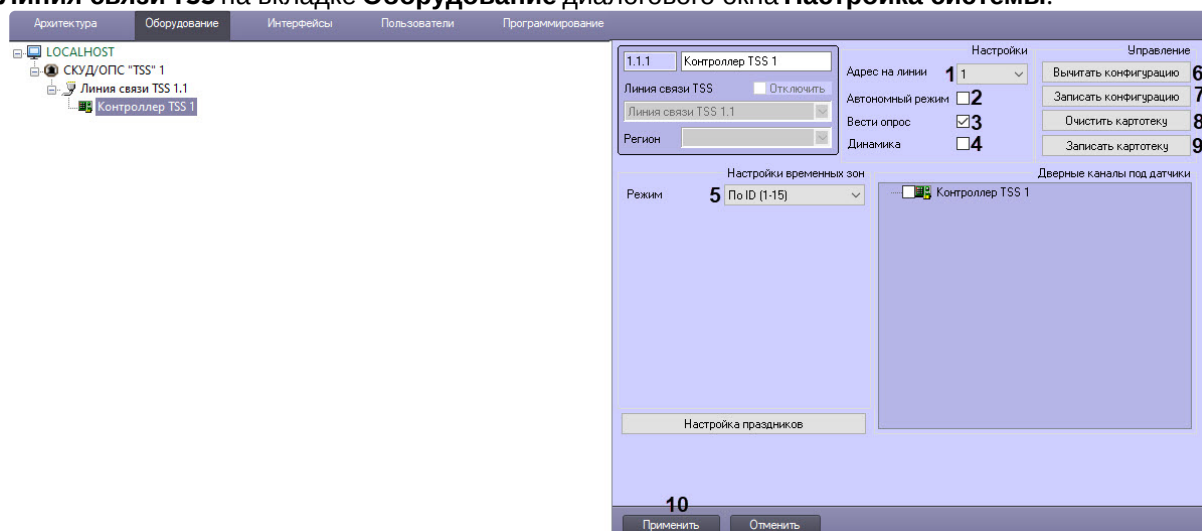 Линия связи TSS на вкладке Оборудование диалогового окна Настройка системы.
Архитектура Оборудование Интерфейсы Пользователи Программирование
LOCALHOST
СКУД/ОПС "TSS" 1
Линия связи TSS 1.1
Контроллер TSS 1
1.1.1 Контроллер TSS 1
Линия связи TSS Отключить
Линия связи TSS 1.1
Регион
Настройки
Адрес на линии 1 1
Автономный режим 2
Вести опрос 3
Динамика 4
Управление
Вычитать конфигурацию 6
Записать конфигурацию 7
Очистить картотеку 8
Записать картотеку 9
Настройки временных зон
Режим 5 По ID (1-15)
Дверные каналы под датчики
Контроллер TSS 1
Настройка праздников
10
Применить Отменить